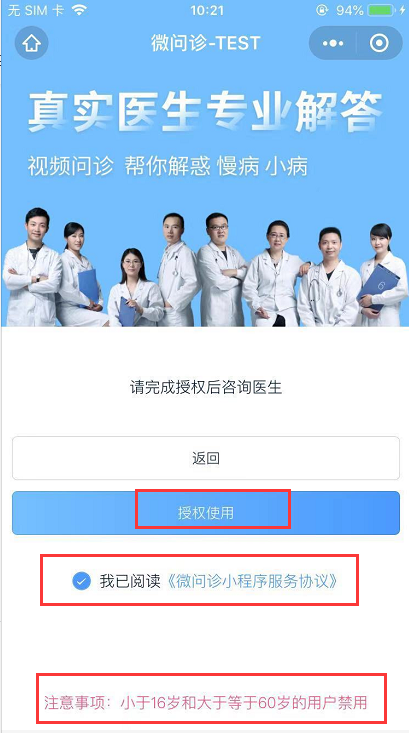 无 SIM 卡 10:21 94%
微问诊-TEST
真实医生专业解答
视频问诊 帮你解惑 慢病 小病
请完成授权后咨询医生
返回
授权使用
我已阅读《微问诊小程序服务协议》
注意事项：小于16岁和大于等于60岁的用户禁用